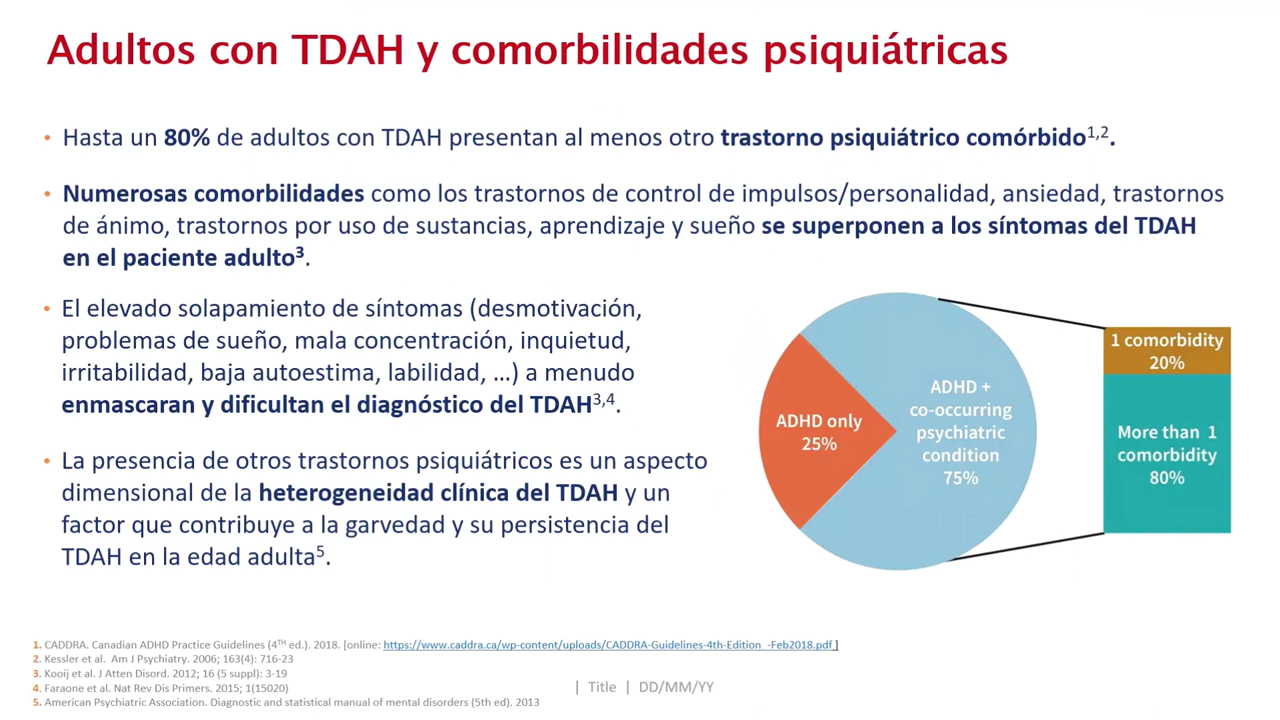 Adultos con TDAH y comorbilidades psiquiátricas
• Hasta un 80% de adultos con TDAH presentan al menos otro trastorno psiquiátrico comórbido1,2.
• Numerosas comorbilidades como los trastornos de control de impulsos/personalidad, ansiedad, trastornos
de ánimo, trastornos por uso de sustancias, aprendizaje y sueño se superponen a los síntomas del TDAH
en el paciente adulto3.
• El elevado solapamiento de síntomas (desmotivación,
problemas de sueño, mala concentración, inquietud,
irritabilidad, baja autoestima, labilidad, ...) a menudo
enmascaran y dificultan el diagnóstico del TDAH3,4.
• La presencia de otros trastornos psiquiátricos es un aspecto
dimensional de la heterogeneidad clínica del TDAH y un
factor que contribuye a la garvedad y su persistencia del
TDAH en la edad adulta5.
ADHD only
25%
ADHD +
co-occurring
psychiatric
condition
75%
1 comorbidity
20%
More than 1
comorbidity
80%
1. CADDRA. Canadian ADHD Practice Guidelines (4TH ed.). 2018. [online: https://www.caddra.ca/wp-content/uploads/CADDRA-Guidelines-4th-Edition_-Feb2018.pdf ]
2. Kessler et al. Am J Psychiatry. 2006; 163(4): 716-23
3. Kooij et al. J Atten Disord. 2012; 16 (5 suppl): 3-19
4. Faraone et al. Nat Rev Dis Primers. 2015; 1(15020)
5. American Psychiatric Association. Diagnostic and statistical manual of mental disorders (5th ed). 2013
| Title | DD/MM/YY